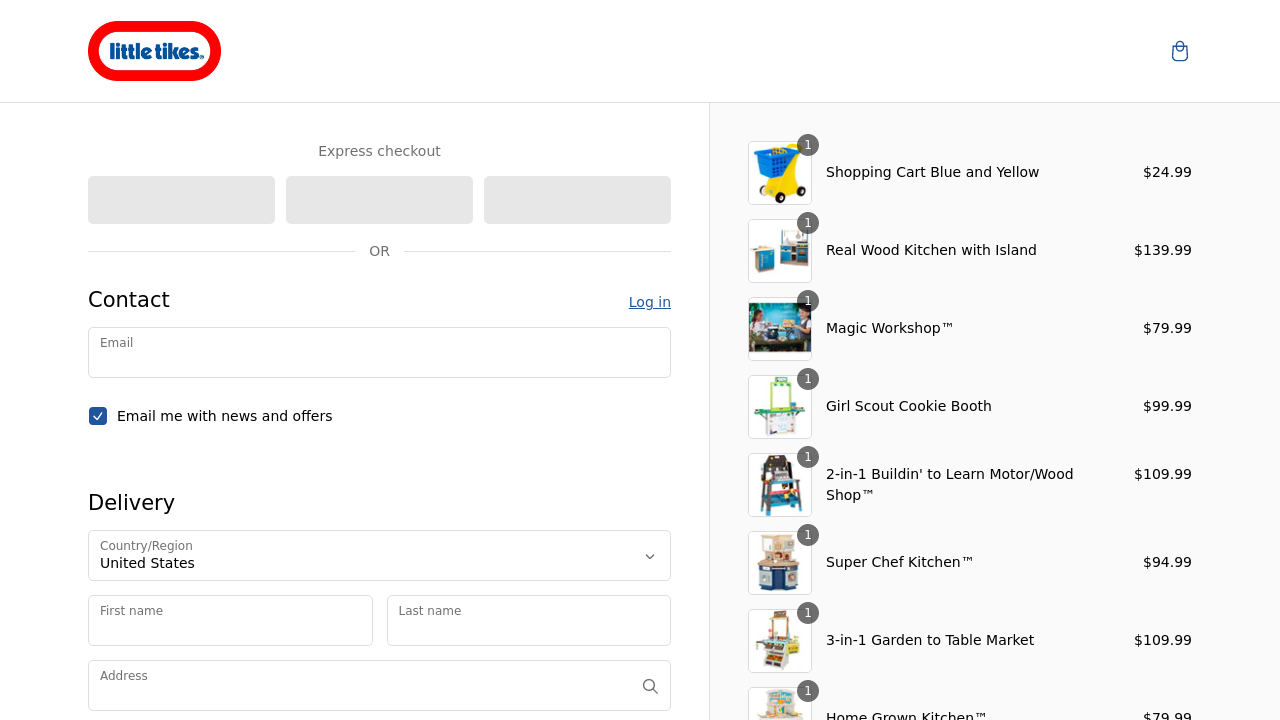 little tikes
Express checkout
OR
Contact
Log in
Email
Email me with news and offers
Delivery
Country/Region
United States
First name
Last name
Address
1
Shopping Cart Blue and Yellow
$24.99
1
Real Wood Kitchen with Island
$139.99
1
Magic Workshop™
$79.99
1
Girl Scout Cookie Booth
$99.99
1
2-in-1 Buildin' to Learn Motor/Wood
Shop™
$109.99
1
Super Chef Kitchen™
$94.99
1
3-in-1 Garden to Table Market
$109.99
1
Home Grown Kitchen™
$79.99